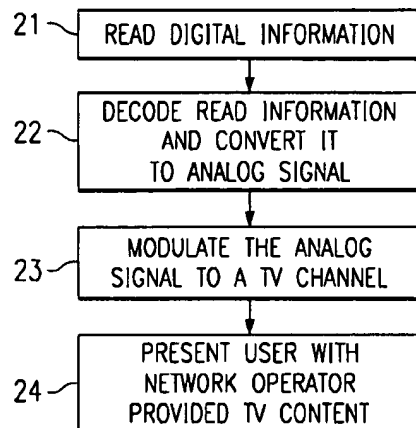 21
READ DIGITAL INFORMATION
22
DECODE READ INFORMATION
AND CONVERT IT
TO ANALOG SIGNAL
23
MODULATE THE ANALOG
SIGNAL TO A TV CHANNEL
24
PRESENT USER WITH
NETWORK OPERATOR
PROVIDED TV CONTENT